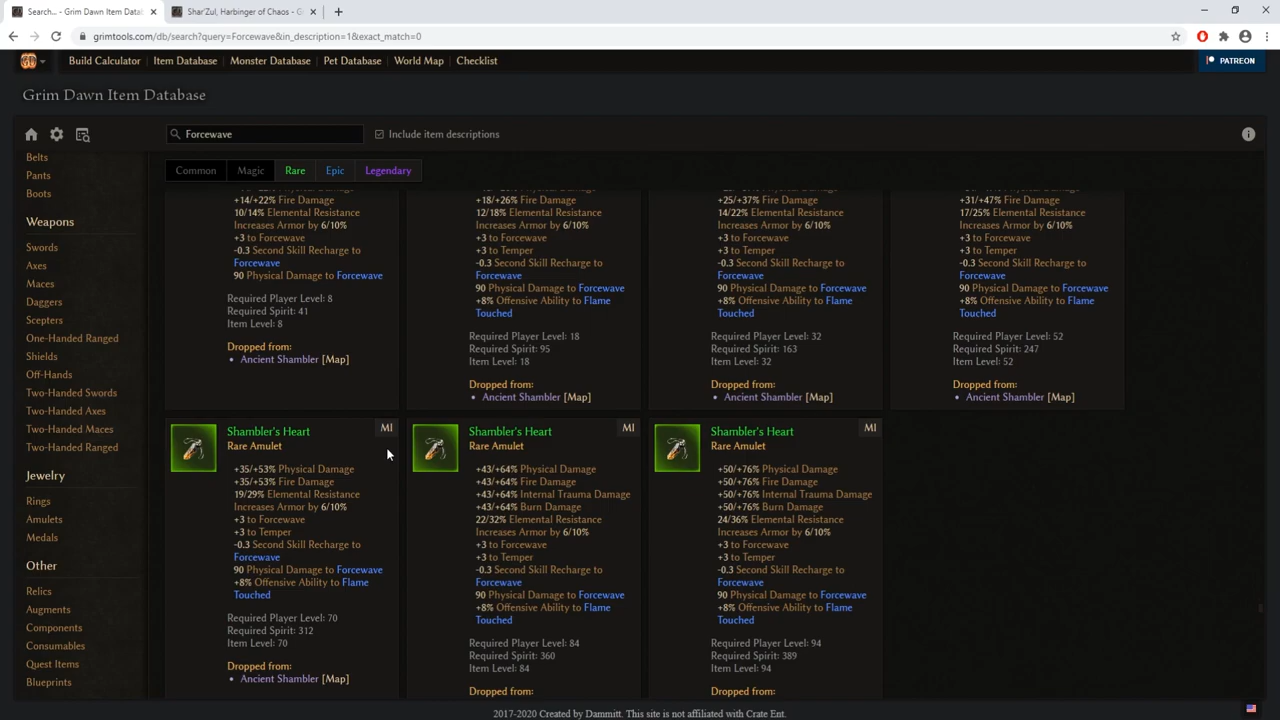 Search... - Grim Dawn Item Datab
Shar'Zul, Harbinger of Chaos - G
grimtools.com/db/search?query=Forcewave&in_description=1&exact_match=0
Build Calculator
Item Database
Monster Database
Pet Database
World Map
Checklist
PATREON
Grim Dawn Item Database
Forcewave
Include item descriptions
Common
Magic
Rare
Epic
Legendary
Belts
Pants
Boots
Weapons
Swords
Axes
Maces
Daggers
Scepters
One-Handed Ranged
Shields
Off-Hands
Two-Handed Swords
Two-Handed Axes
Two-Handed Maces
Two-Handed Ranged
Jewelry
Rings
Amulets
Medals
Other
Relics
Augments
Components
Consumables
Quest Items
Blueprints
+14/+22% Fire Damage
10/14% Elemental Resistance
Increases Armor by 6/10%
+3 to Forcewave
-0.3 Second Skill Recharge to
Forcewave
90 Physical Damage to Forcewave
Required Player Level: 8
Required Spirit: 41
Item Level: 8
Dropped from:
• Ancient Shambler [Map]
+18/+26% Fire Damage
12/18% Elemental Resistance
Increases Armor by 6/10%
+3 to Forcewave
+3 to Temper
-0.3 Second Skill Recharge to
Forcewave
90 Physical Damage to Forcewave
+8% Offensive Ability to Flame
Touched
Required Player Level: 18
Required Spirit: 95
Item Level: 18
Dropped from:
• Ancient Shambler [Map]
+25/+37% Fire Damage
14/22% Elemental Resistance
Increases Armor by 6/10%
+3 to Forcewave
+3 to Temper
-0.3 Second Skill Recharge to
Forcewave
90 Physical Damage to Forcewave
+8% Offensive Ability to Flame
Touched
Required Player Level: 32
Required Spirit: 163
Item Level: 32
Dropped from:
• Ancient Shambler [Map]
+31/+47% Fire Damage
17/25% Elemental Resistance
Increases Armor by 6/10%
+3 to Forcewave
+3 to Temper
-0.3 Second Skill Recharge to
Forcewave
90 Physical Damage to Forcewave
+8% Offensive Ability to Flame
Touched
Required Player Level: 52
Required Spirit: 247
Item Level: 52
Dropped from:
• Ancient Shambler [Map]
Shambler's Heart
MI
Rare Amulet
+35/+53% Physical Damage
+35/+53% Fire Damage
19/29% Elemental Resistance
Increases Armor by 6/10%
+3 to Forcewave
+3 to Temper
-0.3 Second Skill Recharge to
Forcewave
90 Physical Damage to Forcewave
+8% Offensive Ability to Flame
Touched
Required Player Level: 70
Required Spirit: 312
Item Level: 70
Dropped from:
• Ancient Shambler [Map]
Shambler's Heart
MI
Rare Amulet
+43/+64% Physical Damage
+43/+64% Fire Damage
+43/+64% Internal Trauma Damage
+43/+64% Burn Damage
22/32% Elemental Resistance
Increases Armor by 6/10%
+3 to Forcewave
+3 to Temper
-0.3 Second Skill Recharge to
Forcewave
90 Physical Damage to Forcewave
+8% Offensive Ability to Flame
Touched
Required Player Level: 84
Required Spirit: 360
Item Level: 84
Dropped from:
Shambler's Heart
MI
Rare Amulet
+50/+76% Physical Damage
+50/+76% Fire Damage
+50/+76% Internal Trauma Damage
+50/+76% Burn Damage
24/36% Elemental Resistance
Increases Armor by 6/10%
+3 to Forcewave
+3 to Temper
-0.3 Second Skill Recharge to
Forcewave
90 Physical Damage to Forcewave
+8% Offensive Ability to Flame
Touched
Required Player Level: 94
Required Spirit: 389
Item Level: 94
Dropped from:
2017-2020 Created by Dammitt. This site is not affiliated with Crate Ent.